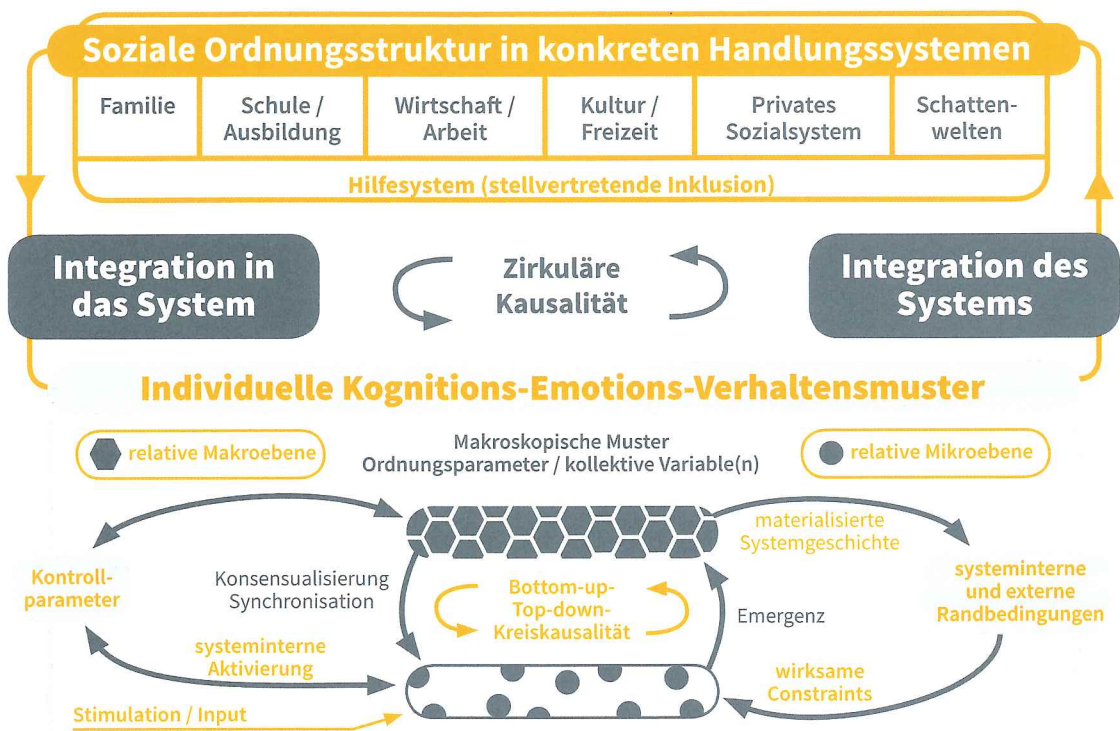 Soziale Ordnungsstruktur in konkreten Handlungssystemen
Familie
Schule /
Ausbildung
Wirtschaft /
Arbeit
Kultur /
Freizeit
Privates
Sozialsystem
Schatten-
welten
Hilfesystem (stellvertretende Inklusion)
Integration in
das System
Zirkuläre
Kausalität
Integration des
Systems
Individuelle Kognitions-Emotions-Verhaltensmuster
relative Makroebene
Makroskopische Muster
Ordnungsparameter / kollektive Variable(n)
relative Mikroebene
materialisierte
Systemgeschichte
Kontroll-
parameter
Konsensualisierung
Synchronisation
Bottom-up-
Top-down-
Kreiskausalität
Emergenz
systeminterne
und externe
Randbedingungen
systeminterne
Aktivierung
wirksame
Constraints
Stimulation / Input